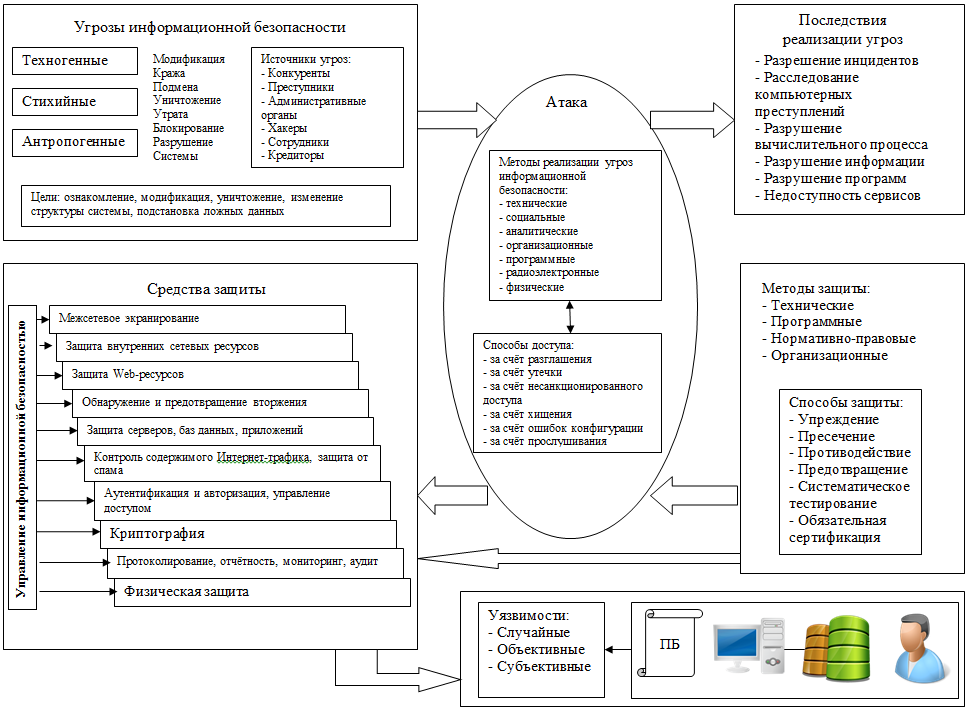 Угрозы информационной безопасности
Техногенные
Стихийные
Антропогенные
Модификация
Кража
Подмена
Уничтожение
Утрата
Блокирование
Разрушение
Системы
Источники угроз:
- Конкуренты
- Преступники
- Административные
органы
- Хакеры
- Сотрудники
- Кредиторы
Цели: ознакомление, модификация, уничтожение, изменение
структуры системы, подстановка ложных данных
Атака
Методы реализации угроз
информационной
безопасности:
- технические
- социальные
- аналитические
- организационные
- программные
- радиоэлектронные
- физические
Способы доступа:
- за счёт разглашения
- за счёт утечки
- за счёт несанкционированного
доступа
- за счёт хищения
- за счёт ошибок конфигурации
- за счёт прослушивания
Последствия
реализации угроз
- Разрешение инцидентов
- Расследование
компьютерных
преступлений
- Разрушение
вычислительного процесса
- Разрушение информации
- Разрушение программ
- Недоступность сервисов
Средства защиты
Управление информационной безопасностью
Межсетевое экранирование
Защита внутренних сетевых ресурсов
Защита Web-ресурсов
Обнаружение и предотвращение вторжения
Защита серверов, баз данных, приложений
Контроль содержимого Интернет-трафика, защита от
спама
Аутентификация и авторизация, управление
доступом
Криптография
Протоколирование, отчётность, мониторинг, аудит
Физическая защита
Методы защиты:
- Технические
- Программные
- Нормативно-правовые
- Организационные
Способы защиты:
- Упреждение
- Пресечение
- Противодействие
- Предотвращение
- Систематическое
тестирование
- Обязательная
сертификация
Уязвимости:
- Случайные
- Объективные
- Субъективные
ПБ